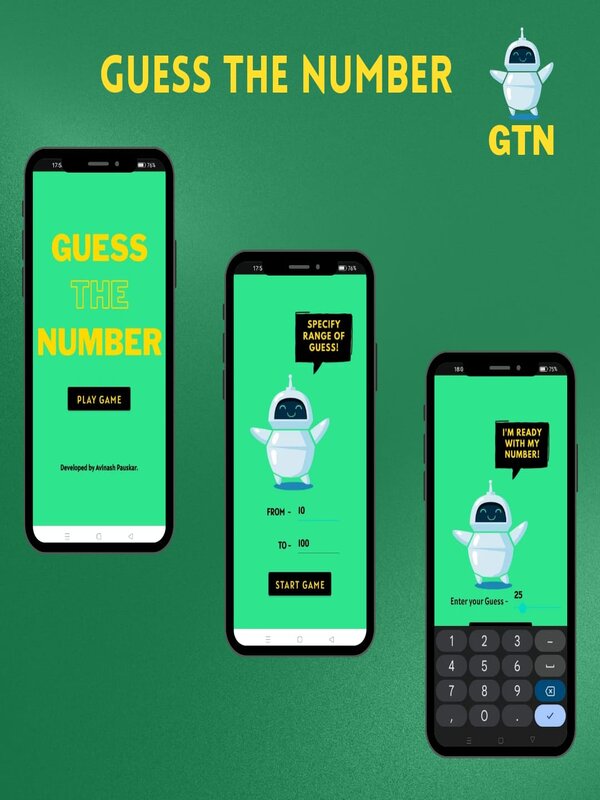 GUESS THE NUMBER
GTN
17:5
76%
GUESS
THE
NUMBER
PLAY GAME
Developed by Avinash Pauskar.
17:5
76%
SPECIFY
RANGE OF
GUESS!
FROM - 10
TO - 100
START GAME
18:0
75%
I'M READY
WITH MY
NUMBER!
Enter your Guess - 25
1 2 3 -
4 5 6
7 8 9
, 0 .